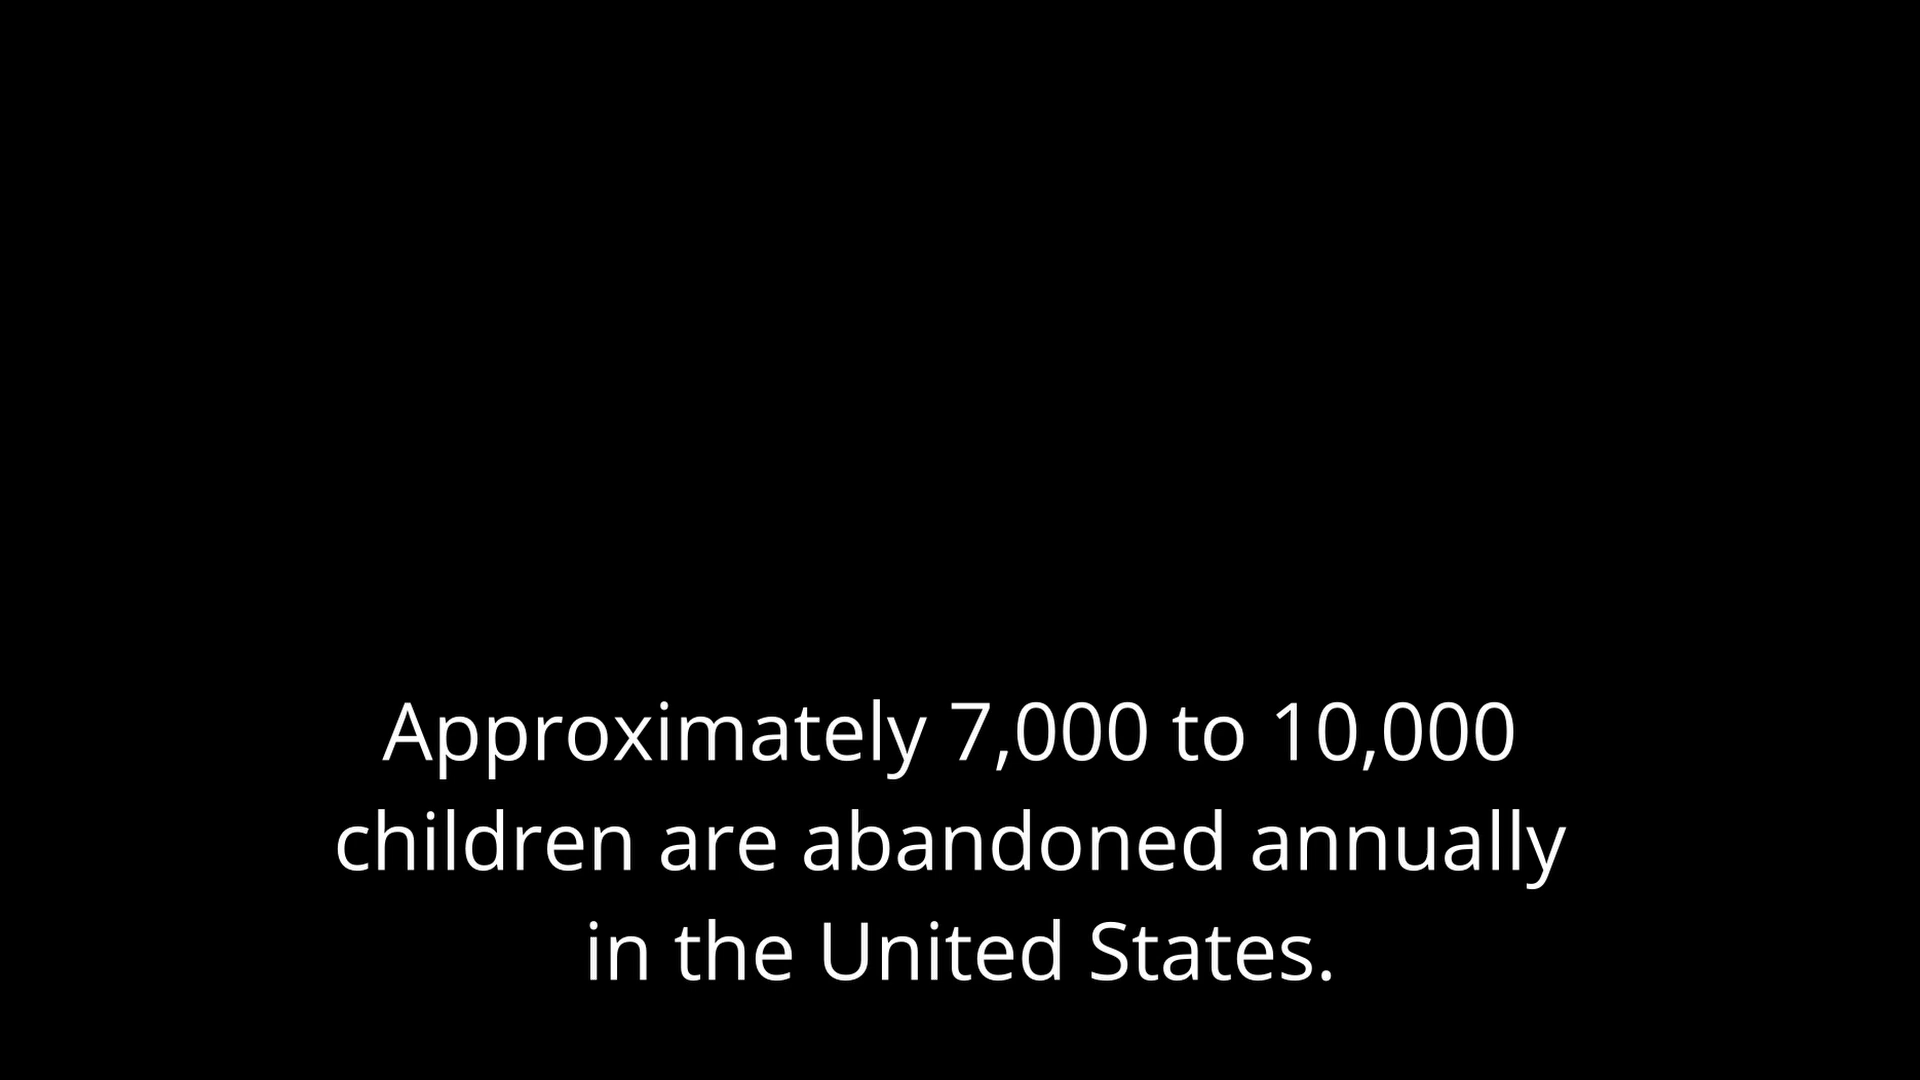 Approximately 7,000 to 10,000
children are abandoned annually
in the United States.